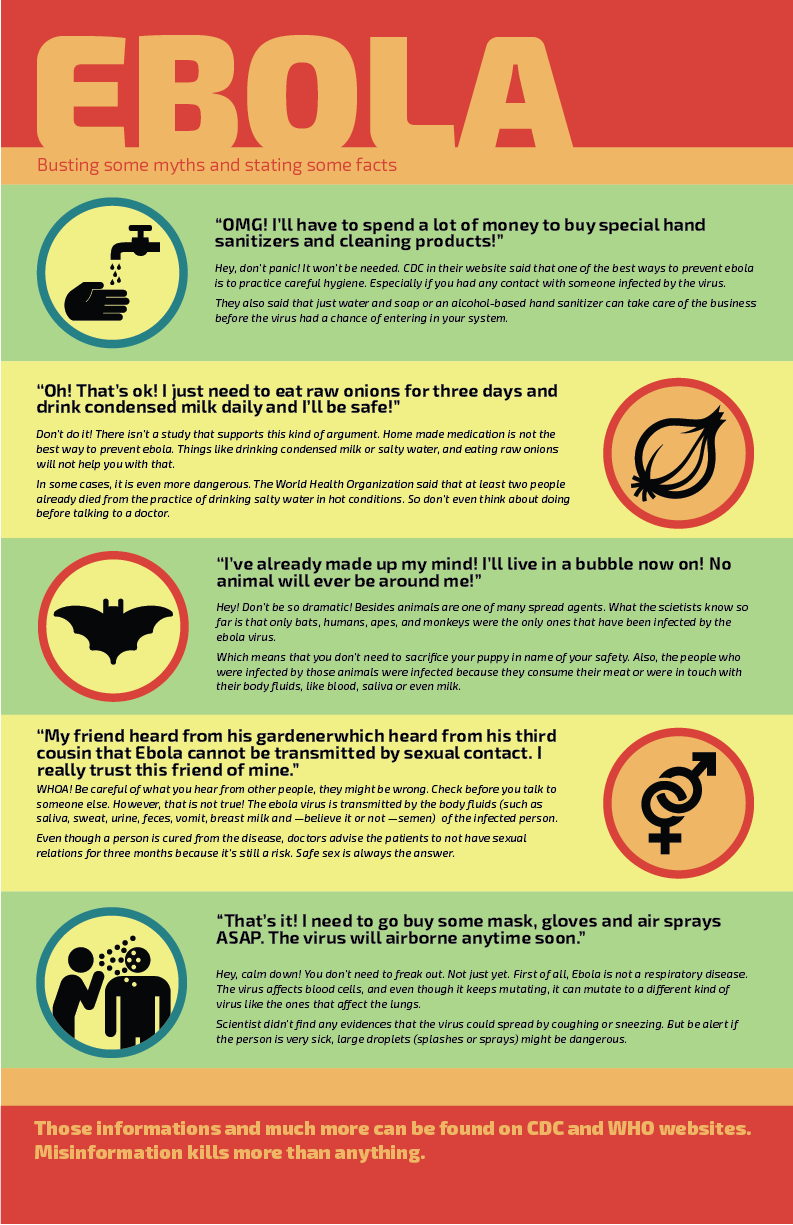 EBOLA
Busting some myths and stating some facts
“OMG! I’ll have to spend a lot of money to buy special hand
sanitizers and cleaning products!”
Hey, don’t panic! It won’t be needed. CDC in their website said that one of the best ways to prevent ebola
is to practice careful hygiene. Especially if you had any contact with someone infected by the virus.
They also said that just water and soap or an alcohol-based hand sanitizer can take care of the business
before the virus had a chance of entering in your system.
“Oh! That’s ok! I just need to eat raw onions for three days and
drink condensed milk daily and I’ll be safe!”
Don’t do it! There isn’t a study that supports this kind of argument. Home made medication is not the
best way to prevent ebola. Things like drinking condensed milk or salty water, and eating raw onions
will not help you with that.
In some cases, it is even more dangerous. The World Health Organization said that at least two people
already died from the practice of drinking salty water in hot conditions. So don’t even think about doing
before talking to a doctor.
“I’ve already made up my mind! I’ll live in a bubble now on! No
animal will ever be around me!”
Hey! Don’t be so dramatic! Besides animals are one of many spread agents. What the scietists know so
far is that only bats, humans, apes, and monkeys were the only ones that have been infected by the
ebola virus.
Which means that you don’t need to sacrifice your puppy in name of your safety. Also, the people who
were infected by those animals were infected because they consume their meat or were in touch with
their body fluids, like blood, saliva or even milk.
“My friend heard from his gardenerwhich heard from his third
cousin that Ebola cannot be transmitted by sexual contact. I
really trust this friend of mine.”
WHOA! Be careful of what you hear from other people, they might be wrong. Check before you talk to
someone else. However, that is not true! The ebola virus is transmitted by the body fluids (such as
saliva, sweat, urine, feces, vomit, breast milk and —believe it or not —semen) of the infected person.
Even though a person is cured from the disease, doctors advise the patients to not have sexual
relations for three months because it’s still a risk. Safe sex is always the answer.
“That’s it! I need to go buy some mask, gloves and air sprays
ASAP. The virus will airborne anytime soon.”
Hey, calm down! You don’t need to freak out. Not just yet. First of all, Ebola is not a respiratory disease.
The virus affects blood cells, and even though it keeps mutating, it can mutate to a different kind of
virus like the ones that affect the lungs.
Scientist didn’t find any evidences that the virus could spread by coughing or sneezing. But be alert if
the person is very sick, large droplets (splashes or sprays) might be dangerous.
Those informations and much more can be found on CDC and WHO websites.
Misinformation kills more than anything.